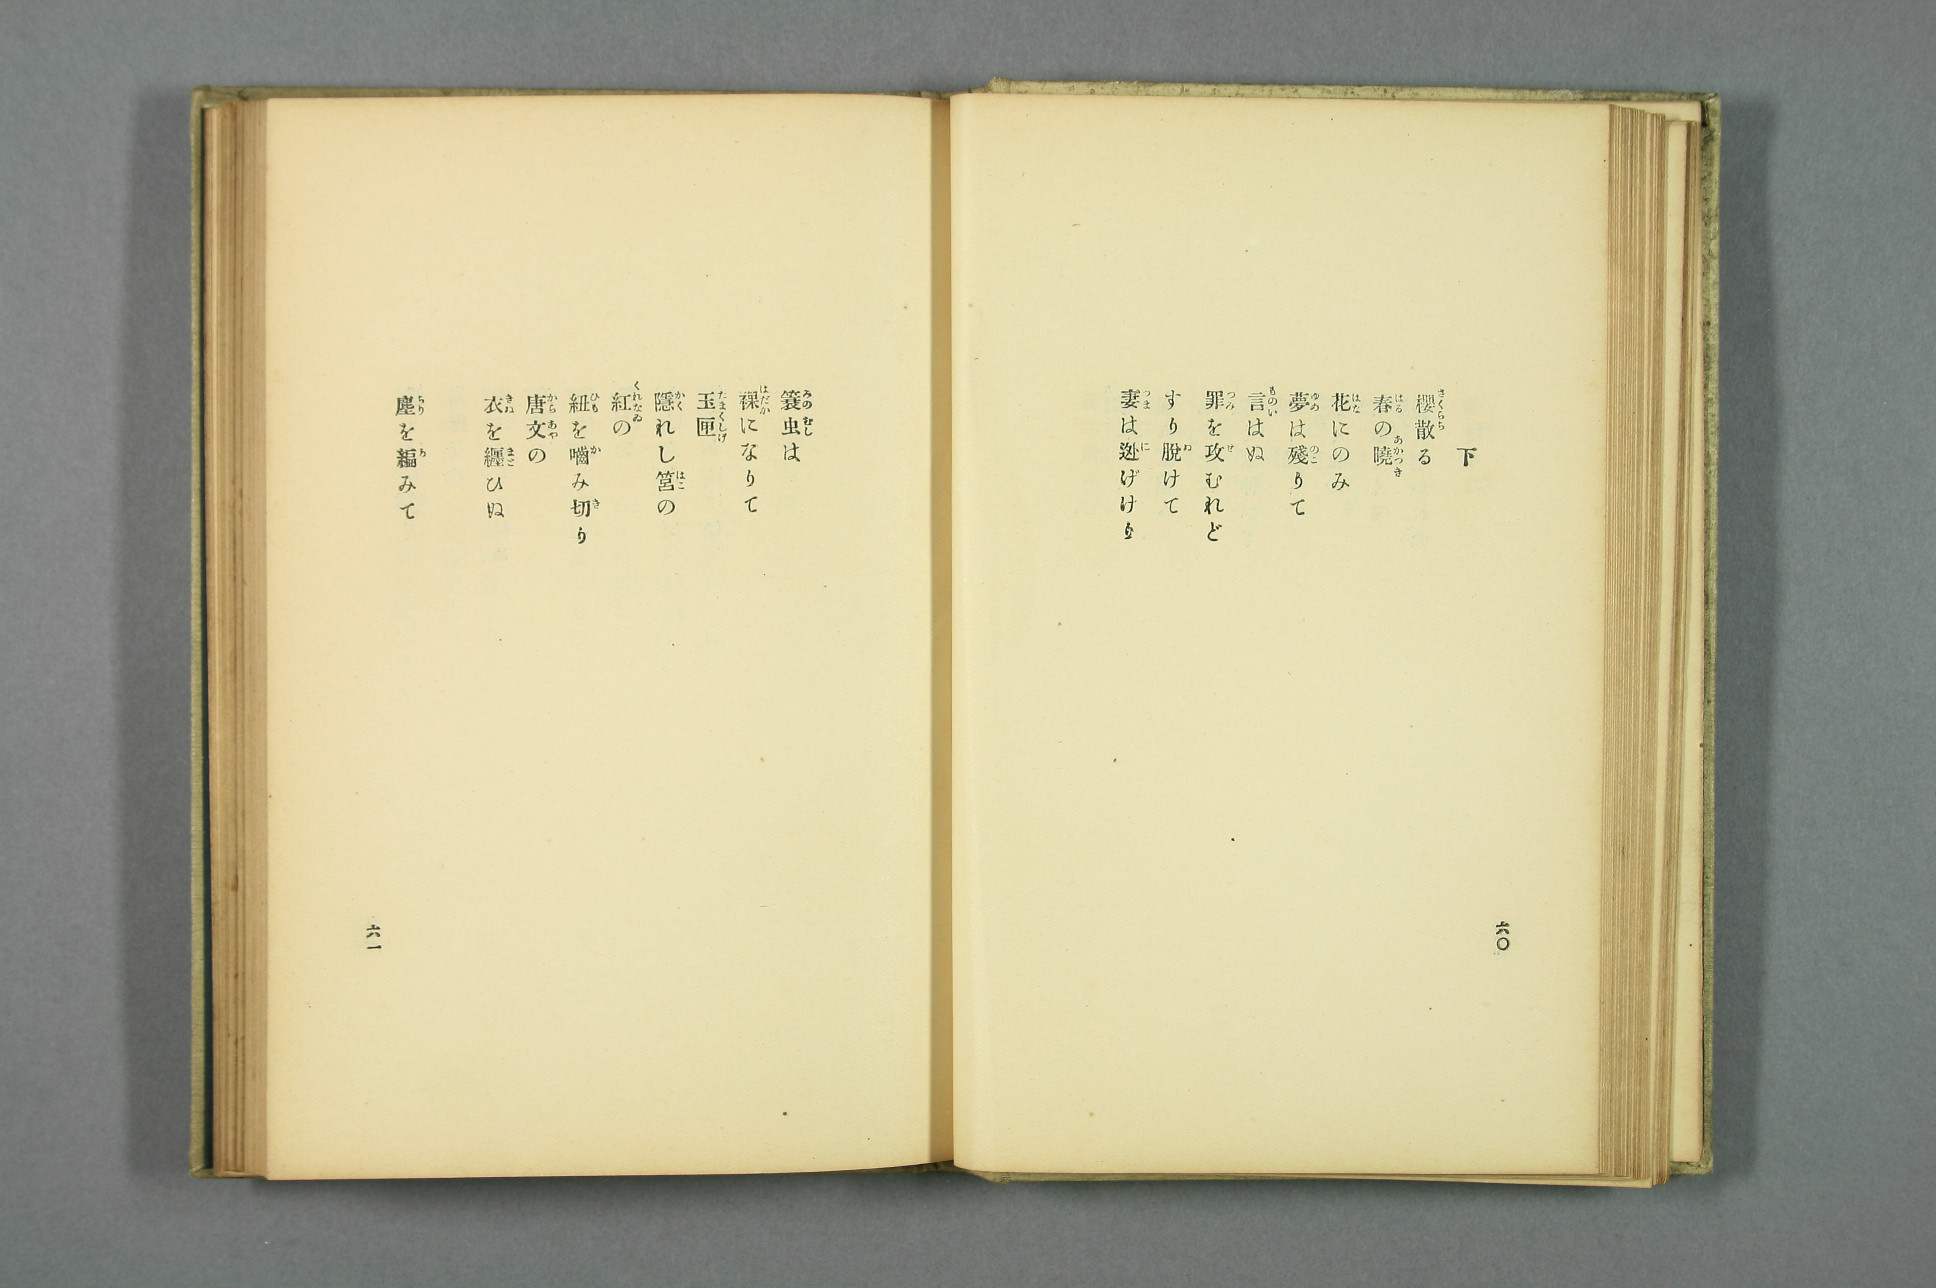 下
櫻散る
春の曉
花にのみ
夢は殘りて
言はぬ
罪を攻むれど
すり脫けて
妻は逃げけり
六〇
簑虫は
裸になりて
玉匣
隱れし筥の
紅の
紐を嚙み切り
唐文の
衣を纒ひぬ
塵を編みて
六一